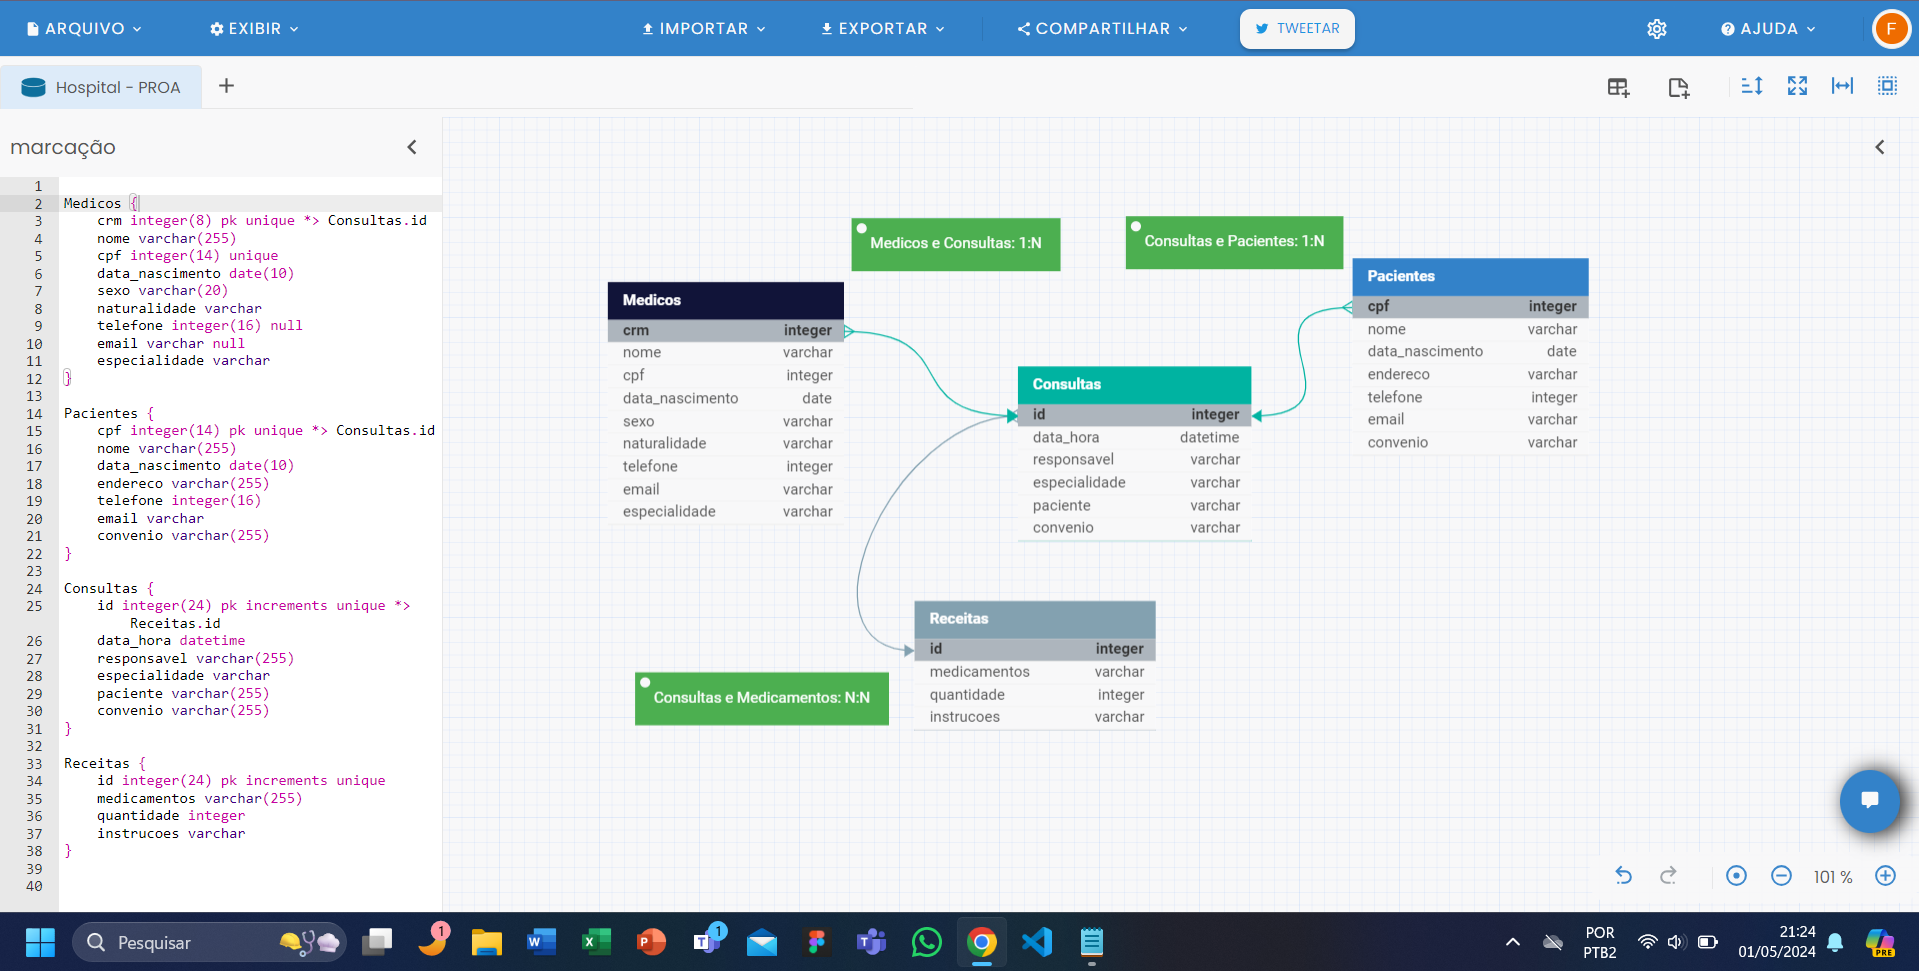 ARQUIVO
EXIBIR
IMPORTAR
EXPORTAR
COMPARTILHAR
TWEETAR
AJUDA
F
Hospital - PROA
marcação
1
2 Medicos {
3 crm integer(8) pk unique *> Consultas.id
4 nome varchar(255)
5 cpf integer(14) unique
6 data_nascimento date(10)
7 sexo varchar(20)
8 naturalidade varchar
9 telefone integer(16) null
10 email varchar null
11 especialidade varchar
12 }
13
14 Pacientes {
15 cpf integer(14) pk unique *> Consultas.id
16 nome varchar(255)
17 data_nascimento date(10)
18 endereco varchar(255)
19 telefone integer(16)
20 email varchar
21 convenio varchar(255)
22 }
23
24 Consultas {
25 id integer(24) pk increments unique *>
Receitas.id
26 data_hora datetime
27 responsavel varchar(255)
28 especialidade varchar
29 paciente varchar(255)
30 convenio varchar(255)
31 }
32
33 Receitas {
34 id integer(24) pk increments unique
35 medicamentos varchar(255)
36 quantidade integer
37 instrucoes varchar
38 }
39
40
Medicos e Consultas: 1:N
Consultas e Pacientes: 1:N
Medicos
crm integer
nome varchar
cpf integer
data_nascimento date
sexo varchar
naturalidade varchar
telefone integer
email varchar
especialidade varchar
Pacientes
cpf integer
nome varchar
data_nascimento date
endereco varchar
telefone integer
email varchar
convenio varchar
Consultas
id integer
data_hora datetime
responsavel varchar
especialidade varchar
paciente varchar
convenio varchar
Receitas
id integer
medicamentos varchar
quantidade integer
instrucoes varchar
Consultas e Medicamentos: N:N
101 %
Pesquisar
1
W
X
P
T
1
T
POR
PTB2
21:24
01/05/2024
PRE